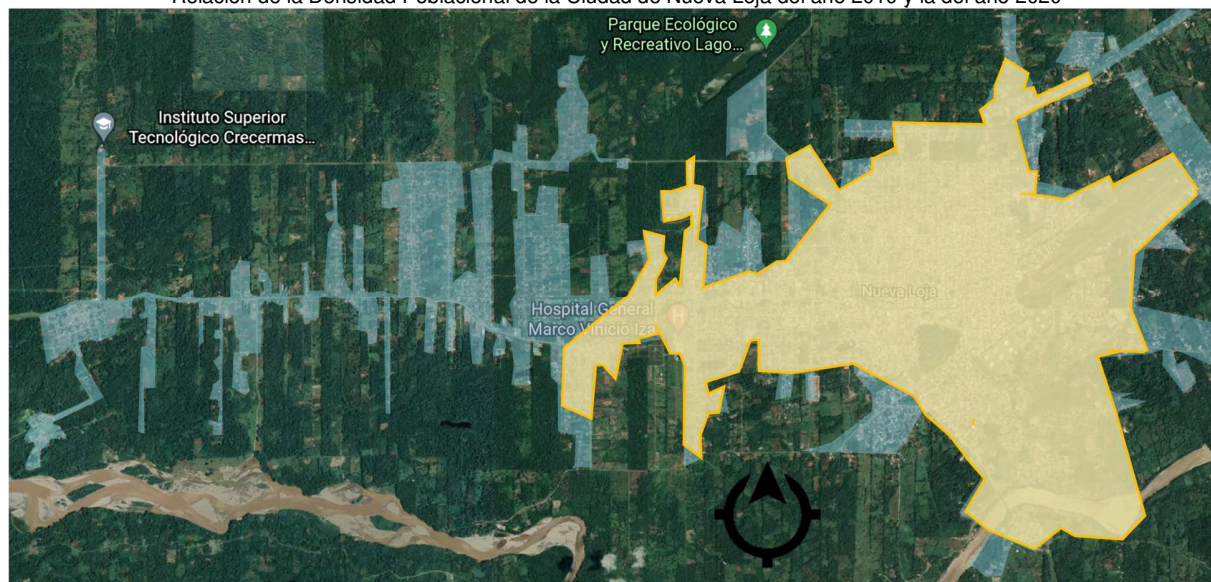 Relación de la Densidad Poblacional de la Ciudad de Nueva Loja del año 2010 y la del año 2020
Parque Ecológico
y Recreativo Lago...
Instituto Superior
Tecnológico Crecermas...
Hospital General
Marco Vinicio Iza
H
Nueva Loja